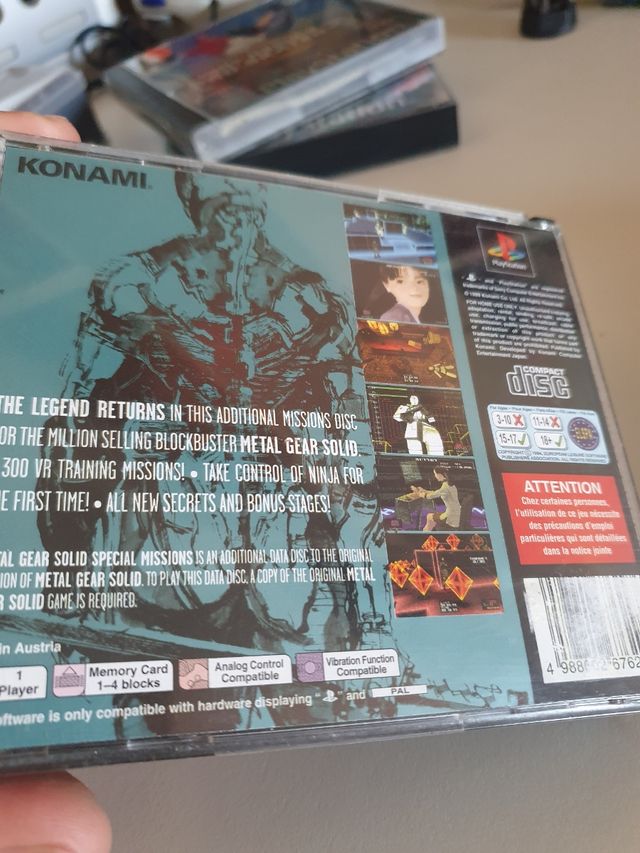 KONAMI
THE LEGEND RETURNS IN THIS ADDITIONAL MISSIONS DISC
OR THE MILLION SELLING BLOCKBUSTER METAL GEAR SOLID.
300 VR TRAINING MISSIONS! • TAKE CONTROL OF NINJA FOR
E FIRST TIME! • ALL NEW SECRETS AND BONUS STAGES!
TAL GEAR SOLID SPECIAL MISSIONS IS AN ADDITIONAL DATA DISC TO THE ORIGINAL
ION OF METAL GEAR SOLID. TO PLAY THIS DATA DISC, A COPY OF THE ORIGINAL METAL
R SOLID GAME IS REQUIRED.
in Austria
1
Player
Memory Card
1–4 blocks
Analog Control
Compatible
Vibration Function
Compatible
oftware is only compatible with hardware displaying " " and PAL
PlayStation
COMPACT
disc
3-10
11-14
15-17
18+
ATTENTION
Chez certaines personnes,
l'utilisation de ce jeu nécessite
des précautions d'emploi
particulières qui sont détaillées
dans la notice jointe